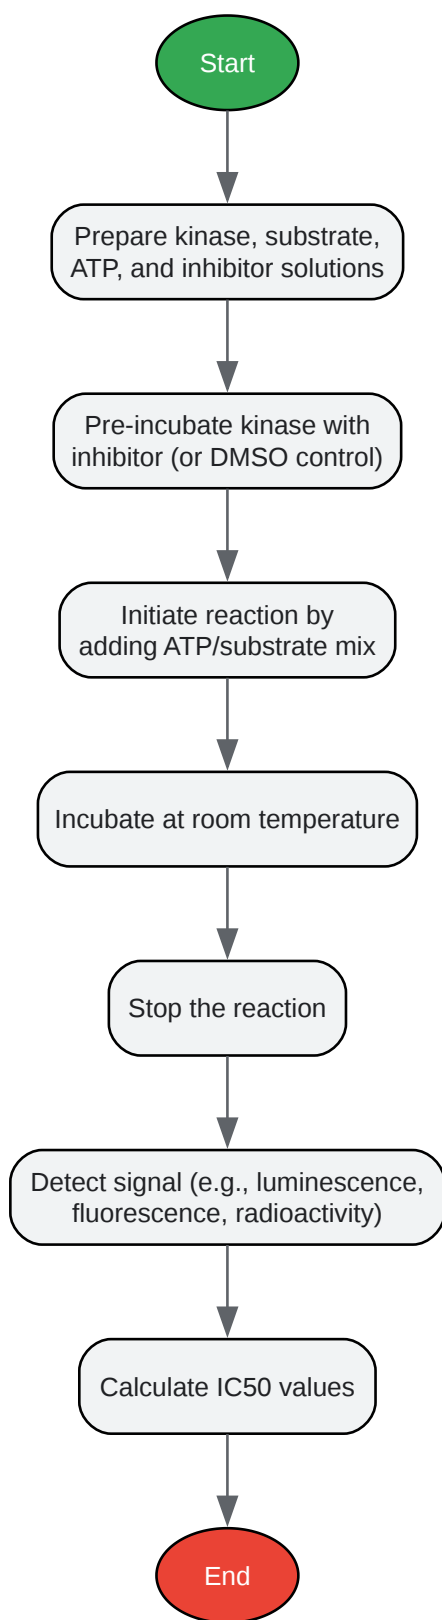 Start
Prepare kinase, substrate,
ATP, and inhibitor solutions
Pre-incubate kinase with
inhibitor (or DMSO control)
Initiate reaction by
adding ATP/substrate mix
Incubate at room temperature
Stop the reaction
Detect signal (e.g., luminescence,
fluorescence, radioactivity)
Calculate IC50 values
End